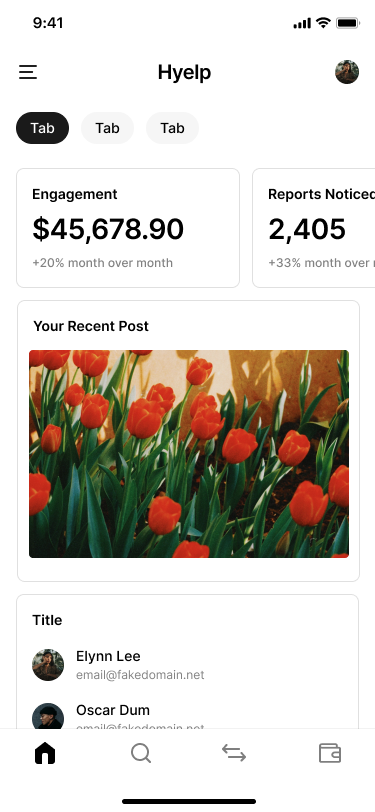 9:41
Hyelp
Tab Tab Tab
Engagement
$45,678.90
+20% month over month
Reports Noticed
2,405
+33% month over
Your Recent Post
Title
Elynn Lee
email@fakedomain.net
Oscar Dum
email@fakedomain.net